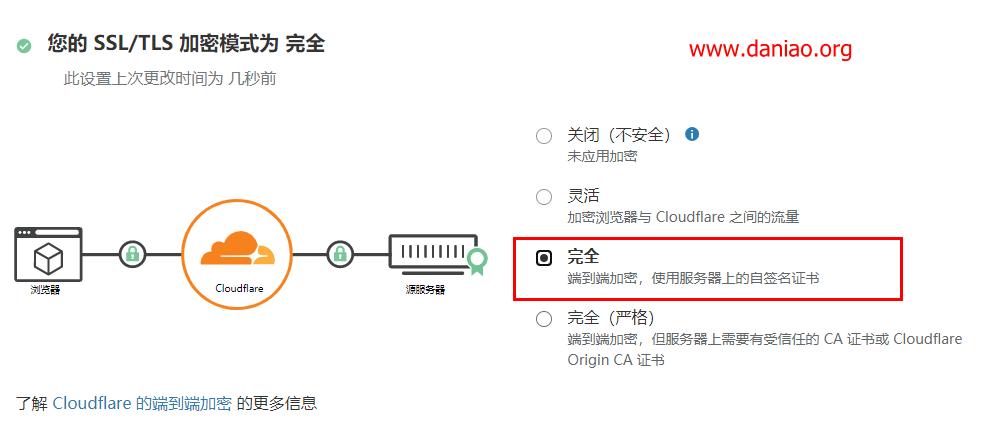 您的 SSL/TLS 加密模式为 完全
www.daniao.org
此设置上次更改时间为 几秒前
关闭（不安全）
未应用加密
灵活
加密浏览器与 Cloudflare 之间的流量
完全
端到端加密，使用服务器上的自签名证书
完全（严格）
端到端加密，但服务器上需要有受信任的 CA 证书或 Cloudflare
Origin CA 证书
浏览器
Cloudflare
源服务器
了解 Cloudflare 的端到端加密 的更多信息